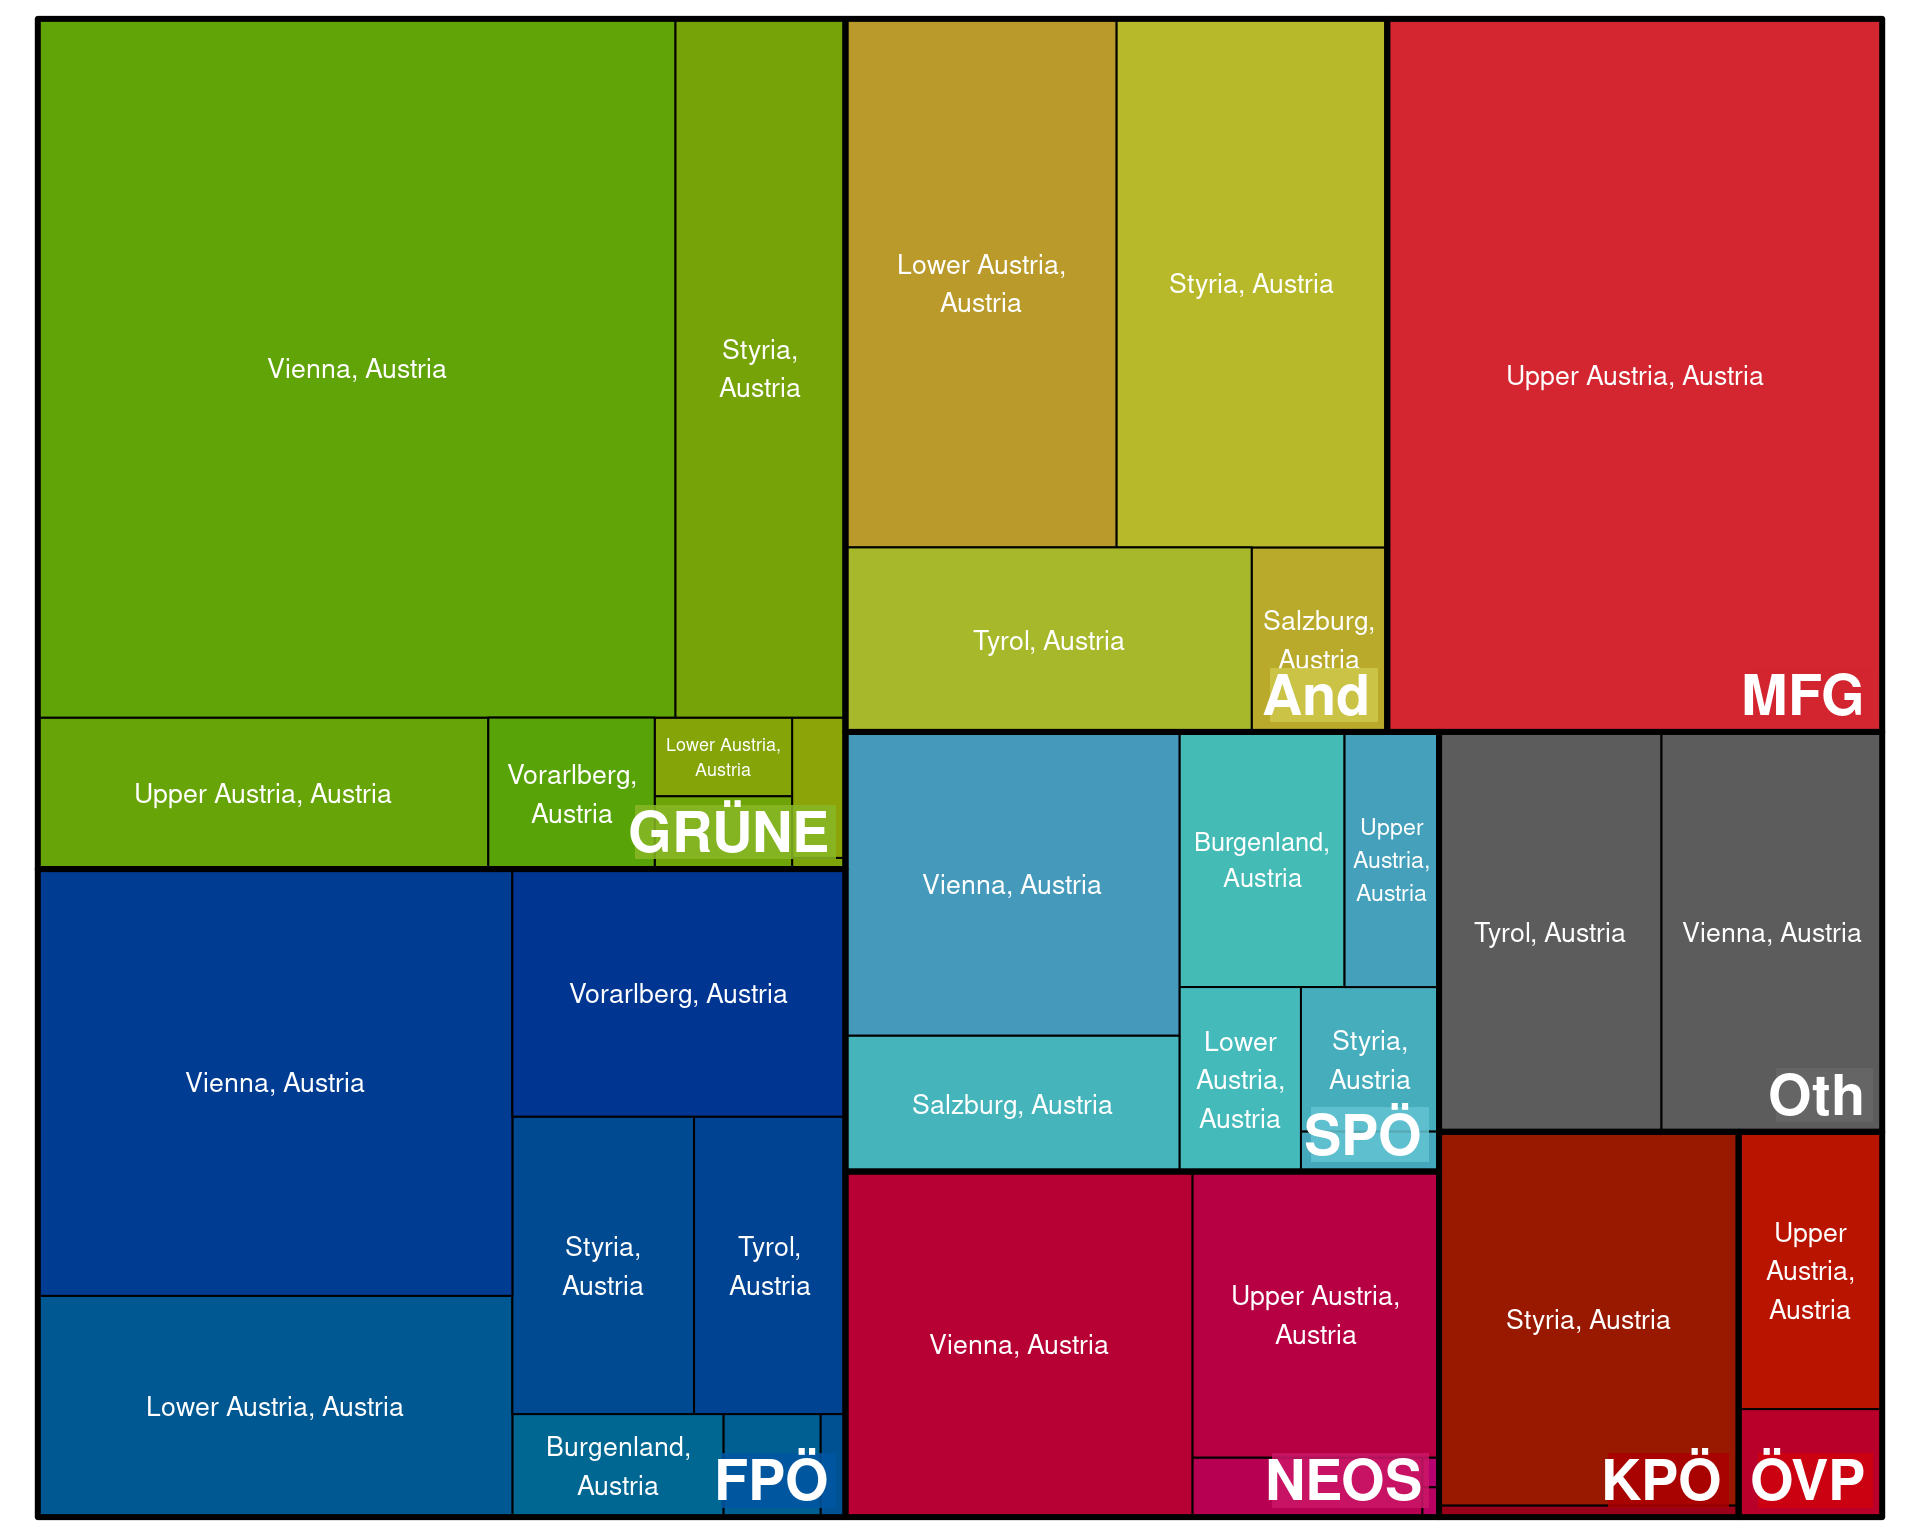 Vienna, Austria
Styria,
Austria
Upper Austria, Austria
Vorarlberg,
Austria
Lower Austria,
Austria
GRÜNE
Lower Austria,
Austria
Styria, Austria
Tyrol, Austria
Salzburg,
Austria
And
Upper Austria, Austria
MFG
Vienna, Austria
Vorarlberg, Austria
Styria,
Austria
Tyrol,
Austria
Lower Austria, Austria
Burgenland,
Austria
FPÖ
Vienna, Austria
Burgenland,
Austria
Upper
Austria,
Austria
Salzburg, Austria
Lower
Austria,
Austria
Styria,
Austria
SPÖ
Tyrol, Austria
Vienna, Austria
Oth
Vienna, Austria
Upper Austria,
Austria
NEOS
Styria, Austria
KPÖ
Upper
Austria,
Austria
ÖVP